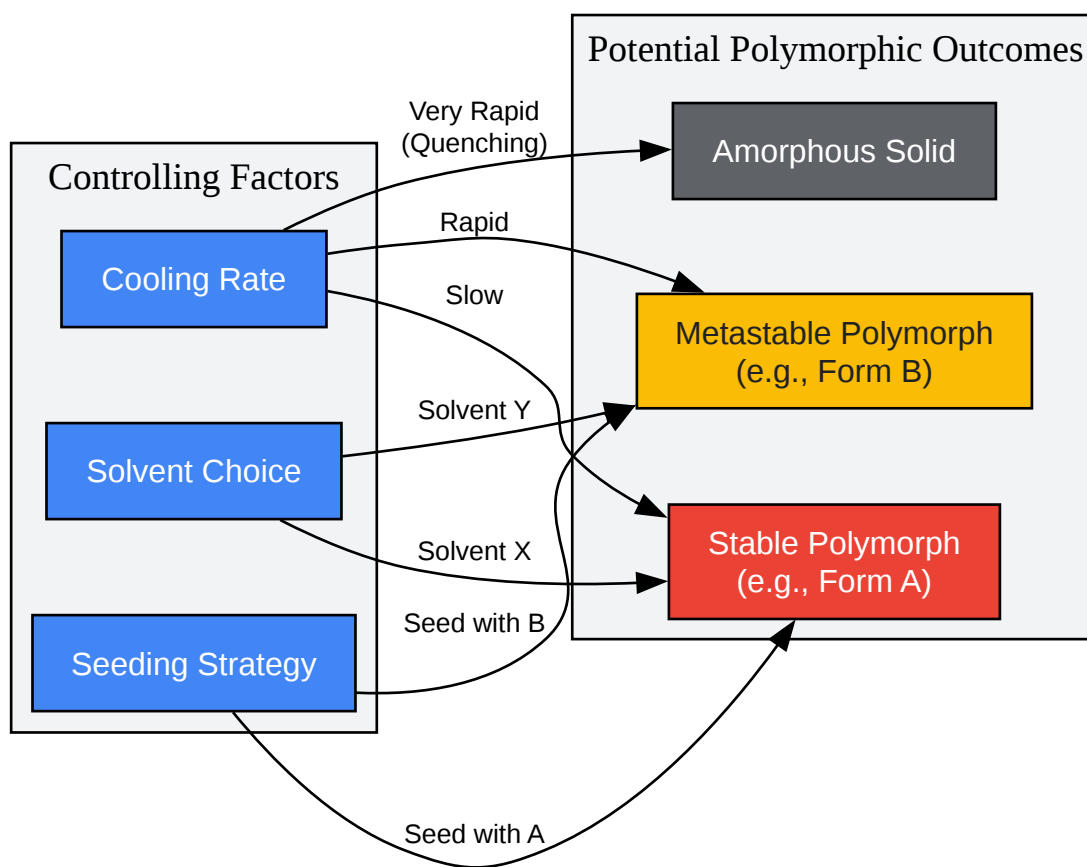 Potential Polymorphic Outcomes
Very Rapid
(Quenching)
Amorphous Solid
Controlling Factors
Rapid
Cooling Rate
Slow
Metastable Polymorph
(e.g., Form B)
Solvent Y
Solvent Choice
Solvent X
Stable Polymorph
(e.g., Form A)
Seed with B
Seeding Strategy
Seed with A